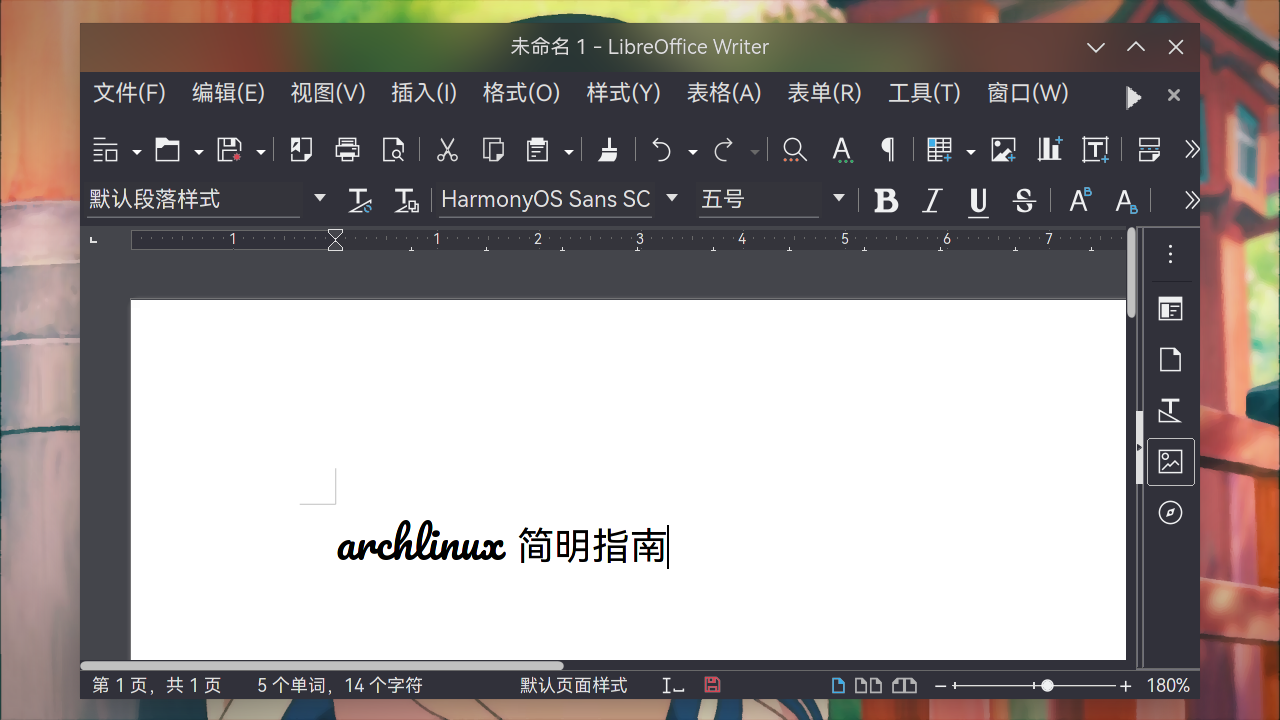 未命名 1 - LibreOffice Writer
文件(F) 编辑(E) 视图(V) 插入(I) 格式(O) 样式(Y) 表格(A) 表单(R) 工具(T) 窗口(W)
默认段落样式 HarmonyOS Sans SC 五号 B I U S A B A B
1 1 2 3 4 5 6 7
archlinux 简明指南
第 1 页，共 1 页 5 个单词，14 个字符 默认页面样式 180%